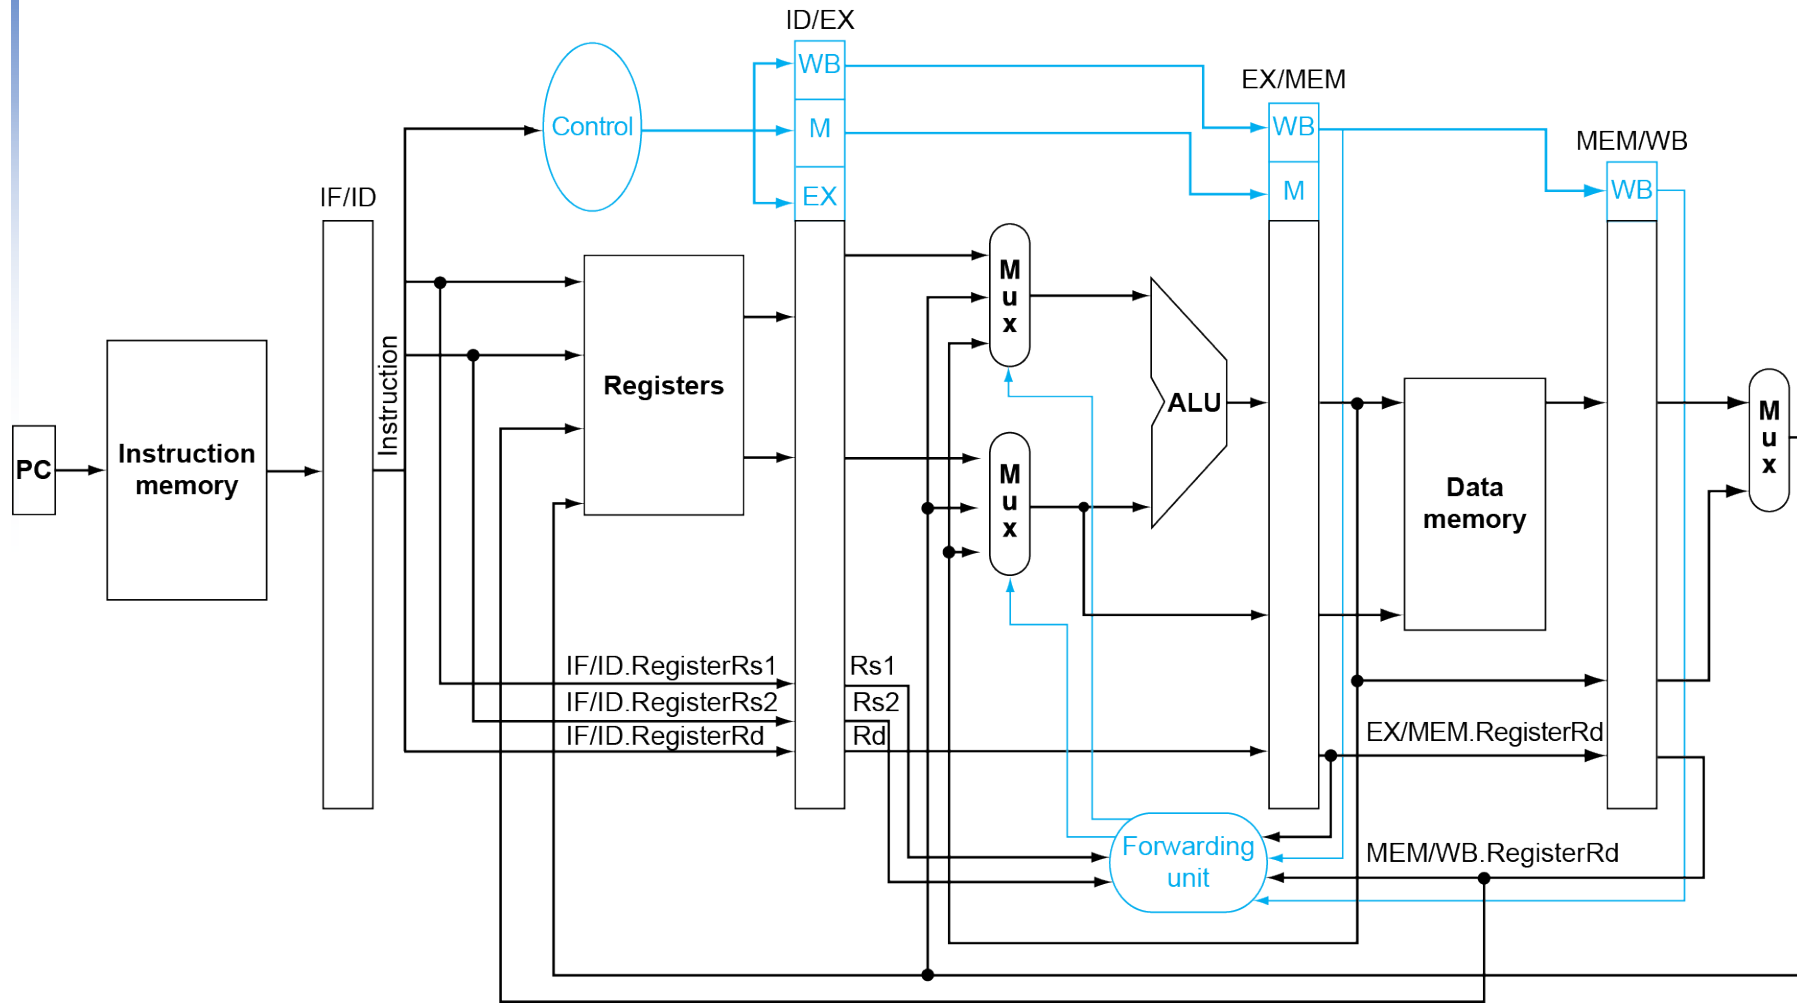 ID/EX
WB
EX/MEM
Control
M
WB
MEM/WB
IF/ID
EX
M
WB
M
u
x
Instruction
Registers
ALU
M
u
x
PC
Instruction
memory
M
u
x
Data
memory
IF/ID.RegisterRs1
Rs1
IF/ID.RegisterRs2
Rs2
IF/ID.RegisterRd
Rd
EX/MEM.RegisterRd
Forwarding
unit
MEM/WB.RegisterRd